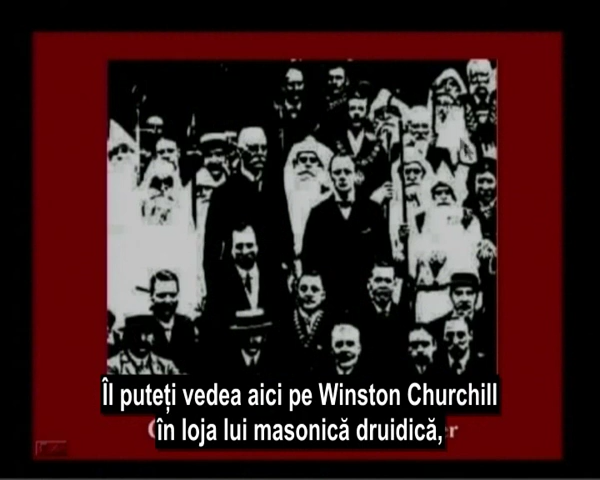 Îl puteți vedea aici pe Winston Churchill
în loja lui masonică druidică,